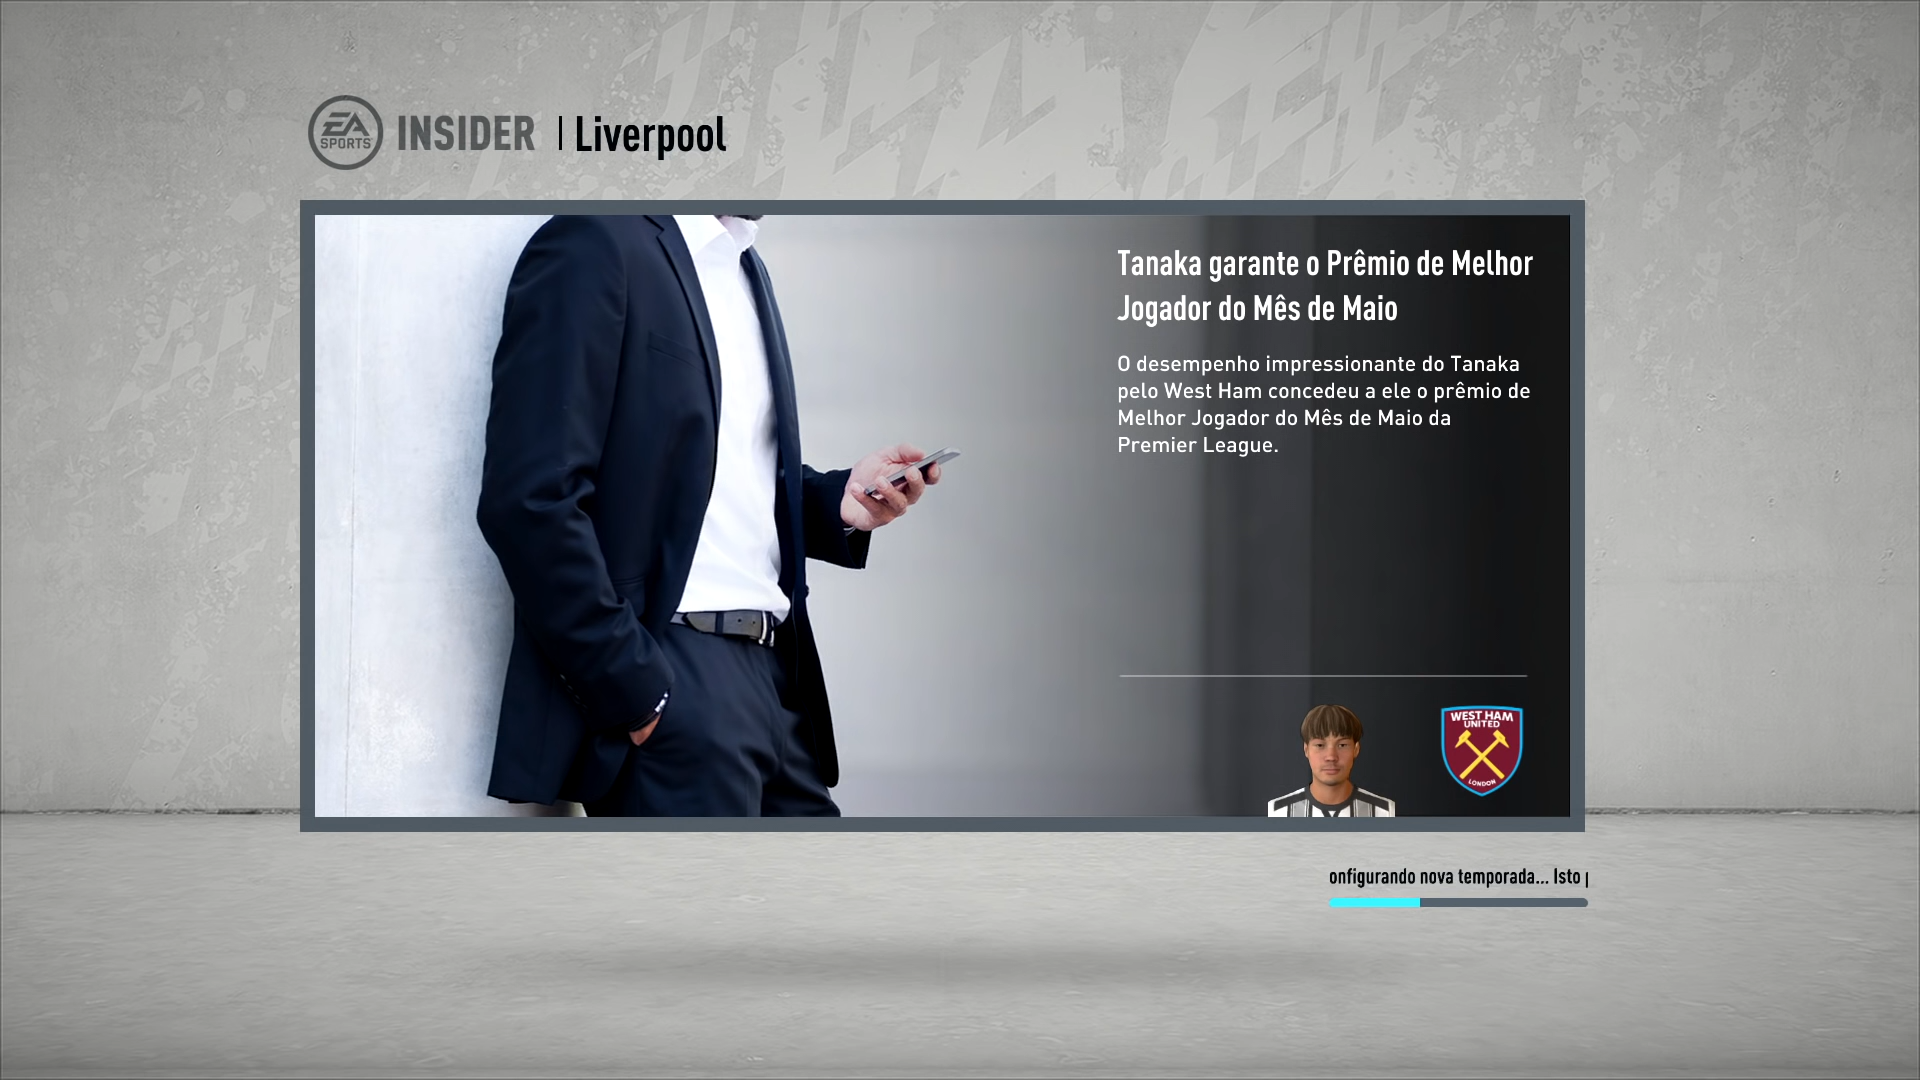 EA
SPORTS
INSIDER | Liverpool
Tanaka garante o Prêmio de Melhor
Jogador do Mês de Maio
O desempenho impressionante do Tanaka
pelo West Ham concedeu a ele o prêmio de
Melhor Jogador do Mês de Maio da
Premier League.
WEST HAM
UNITED
LONDON
onfigurando nova temporada... Isto